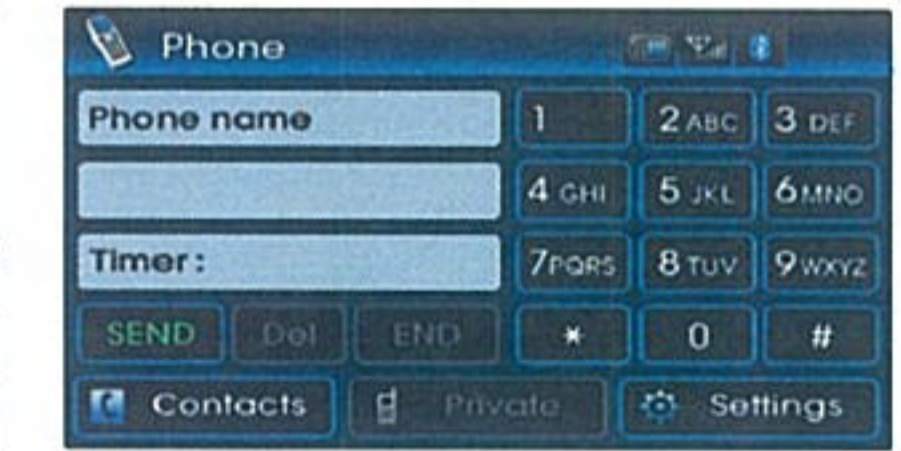 Phone
Phone name
1 2 ABC 3 DEF
4 GHI 5 JKL 6 MNO
Timer :
7 PQRS 8 TUV 9 WXYZ
SEND Del END * 0 #
Contacts Private Settings